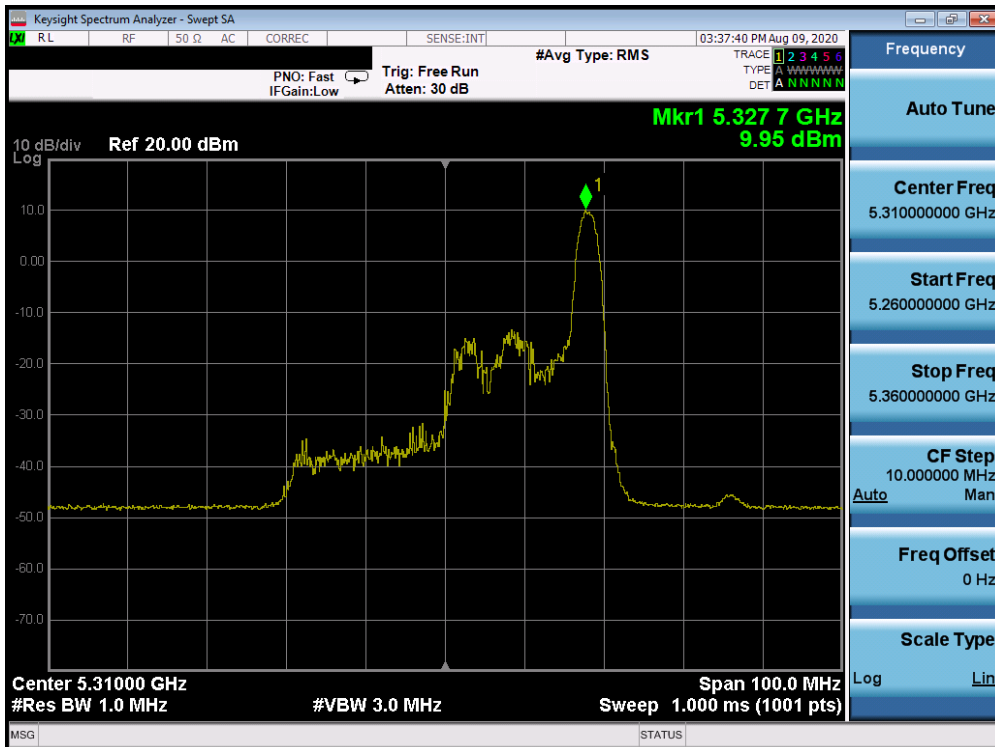 Keysight Spectrum Analyzer - Swept SA
LXI RL RF 50 Ω AC CORREC SENSE:INT 03:37:40 PM Aug 09, 2020
#Avg Type: RMS
TRACE 1 2 3 4 5 6
PNO: Fast Trig: Free Run TYPE A WWWWW
IFGain:Low Atten: 30 dB DET A N N N N N
Mkr1 5.327 7 GHz
9.95 dBm
10 dB/div Ref 20.00 dBm
Log
1
10.0
0.00
-10.0
-20.0
-30.0
-40.0
-50.0
-60.0
-70.0
Center 5.31000 GHz Span 100.0 MHz
#Res BW 1.0 MHz #VBW 3.0 MHz Sweep 1.000 ms (1001 pts)
MSG STATUS
Frequency
Auto Tune
Center Freq
5.310000000 GHz
Start Freq
5.260000000 GHz
Stop Freq
5.360000000 GHz
CF Step
10.000000 MHz
Auto Man
Freq Offset
0 Hz
Scale Type
Log Lin